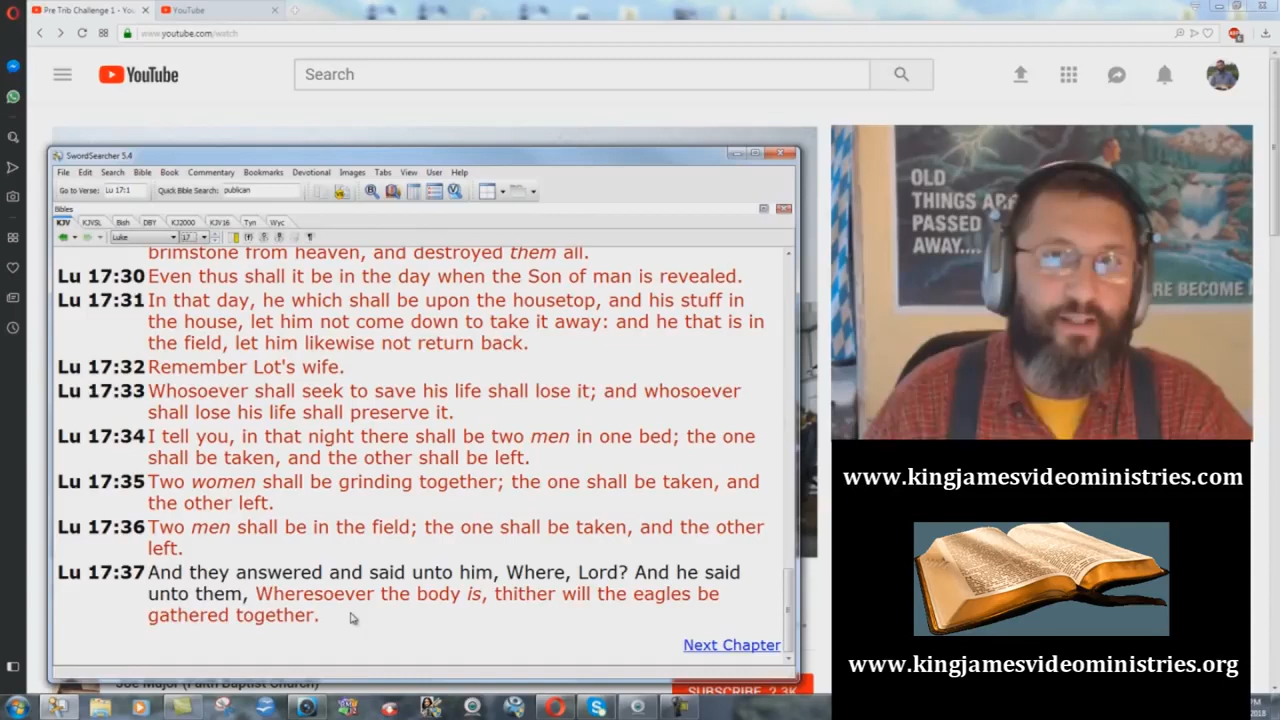 Pre Trib Challenge 1 - You
YouTube
www.youtube.com/watch
YouTube
Search
SwordSearcher 5.4
File Edit Search Bible Book Commentary Bookmarks Devotional Images Tabs View User Help
Go to Verse: Lu 17:1 Quick Bible Search: publican
Bibles
KJV KJVSL Bish DBY KJ2000 KJV16 Tyn Wyc
Luke 17
brimstone from heaven, and destroyed them all.
Lu 17:30 Even thus shall it be in the day when the Son of man is revealed.
Lu 17:31 In that day, he which shall be upon the housetop, and his stuff in
the house, let him not come down to take it away: and he that is in
the field, let him likewise not return back.
Lu 17:32 Remember Lot's wife.
Lu 17:33 Whosoever shall seek to save his life shall lose it; and whosoever
shall lose his life shall preserve it.
Lu 17:34 I tell you, in that night there shall be two men in one bed; the one
shall be taken, and the other shall be left.
Lu 17:35 Two women shall be grinding together; the one shall be taken, and
the other left.
Lu 17:36 Two men shall be in the field; the one shall be taken, and the other
left.
Lu 17:37 And they answered and said unto him, Where, Lord? And he said
unto them, Wheresoever the body is, thither will the eagles be
gathered together.
Next Chapter
Joe Major (Faith Baptist Church)
SUBSCRIBE 2.3K
OLD
THINGS ARE
PASSED
AWAY....
RE BECOME
www.kingjamesvideoministries.com
www.kingjamesvideoministries.org
PM
2018